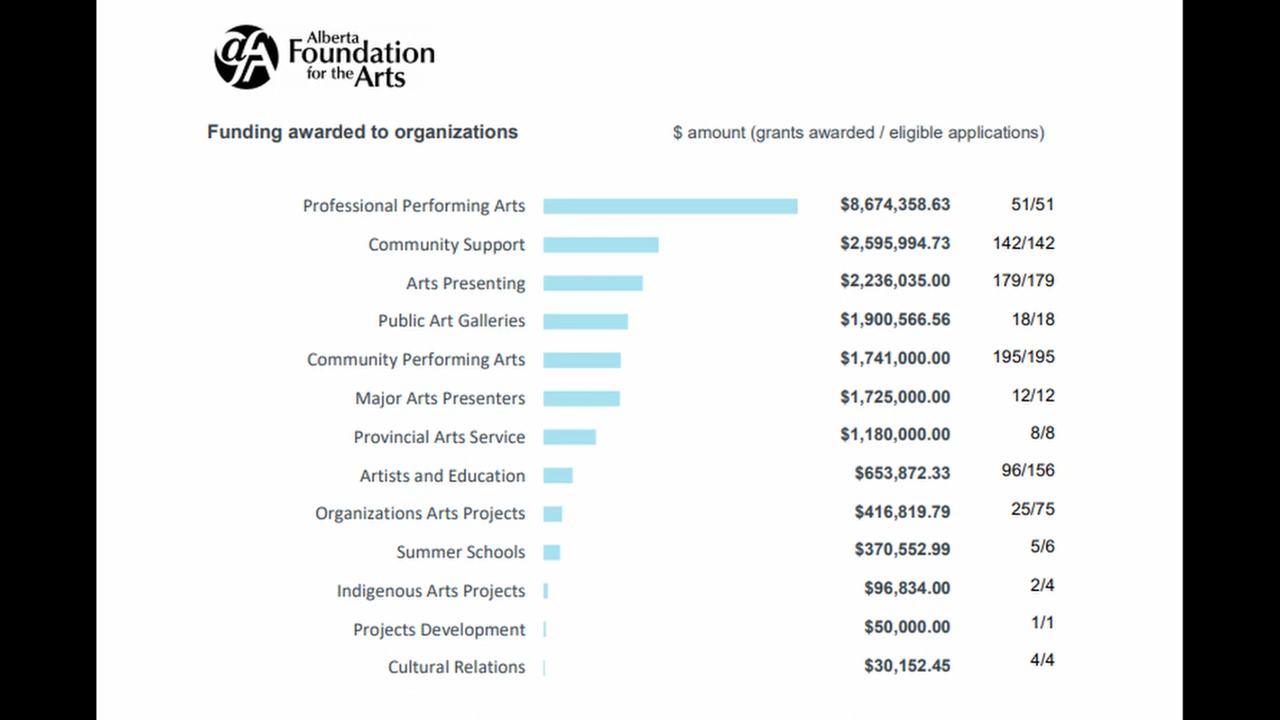 afA
Alberta
Foundation
for the Arts
Funding awarded to organizations $ amount (grants awarded / eligible applications)
Professional Performing Arts $8,674,358.63 51/51
Community Support $2,595,994.73 142/142
Arts Presenting $2,236,035.00 179/179
Public Art Galleries $1,900,566.56 18/18
Community Performing Arts $1,741,000.00 195/195
Major Arts Presenters $1,725,000.00 12/12
Provincial Arts Service $1,180,000.00 8/8
Artists and Education $653,872.33 96/156
Organizations Arts Projects $416,819.79 25/75
Summer Schools $370,552.99 5/6
Indigenous Arts Projects $96,834.00 2/4
Projects Development $50,000.00 1/1
Cultural Relations $30,152.45 4/4